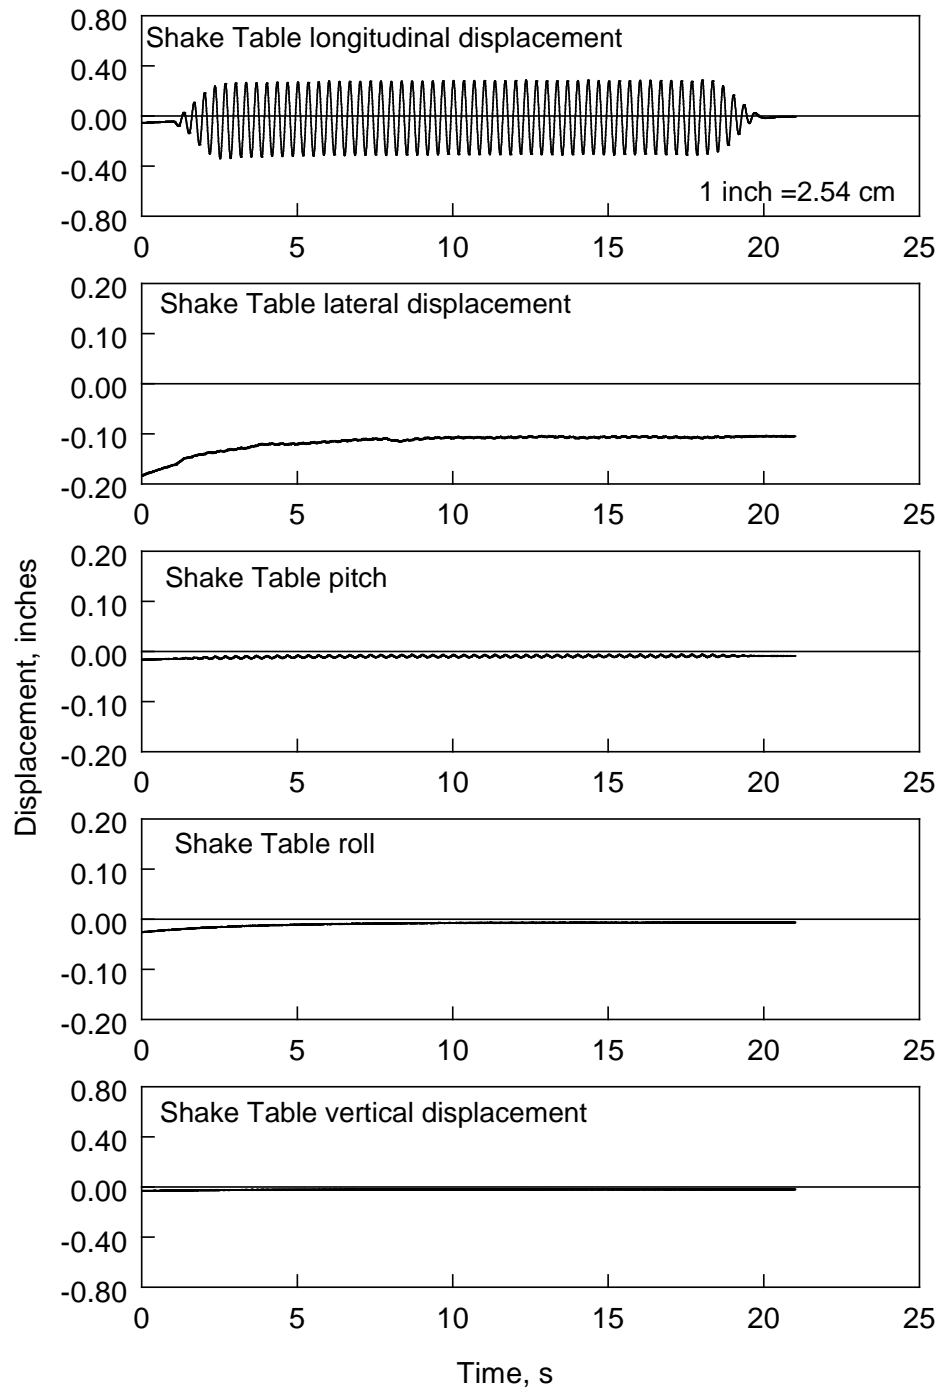 0.80
Shake Table longitudinal displacement
0.40
0.00
-0.40
1 inch =2.54 cm
-0.80
0 5 10 15 20 25
0.20
Shake Table lateral displacement
0.10
0.00
-0.10
-0.20
0 5 10 15 20 25
Displacement, inches
0.20
Shake Table pitch
0.10
0.00
-0.10
-0.20
0 5 10 15 20 25
0.20
Shake Table roll
0.10
0.00
-0.10
-0.20
0 5 10 15 20 25
0.80
Shake Table vertical displacement
0.40
0.00
-0.40
-0.80
0 5 10 15 20 25
Time, s